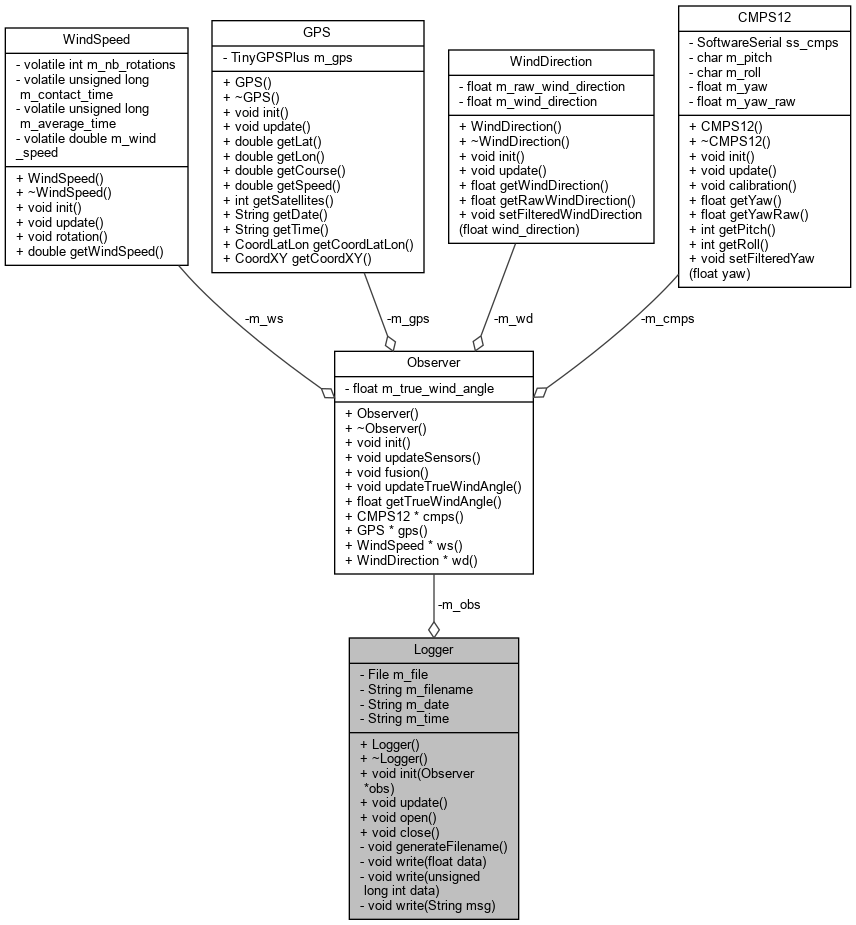 WindSpeed
- volatile int m_nb_rotations
- volatile unsigned long
m_contact_time
- volatile unsigned long
m_average_time
- volatile double m_wind
_speed
+ WindSpeed()
+ ~WindSpeed()
+ void init()
+ void update()
+ void rotation()
+ double getWindSpeed()
GPS
- TinyGPSPlus m_gps
+ GPS()
+ ~GPS()
+ void init()
+ void update()
+ double getLat()
+ double getLon()
+ double getCourse()
+ double getSpeed()
+ int getSatellites()
+ String getDate()
+ String getTime()
+ CoordLatLon getCoordLatLon()
+ CoordXY getCoordXY()
WindDirection
- float m_raw_wind_direction
- float m_wind_direction
+ WindDirection()
+ ~WindDirection()
+ void init()
+ void update()
+ float getWindDirection()
+ float getRawWindDirection()
+ void setFilteredWindDirection
(float wind_direction)
CMPS12
- SoftwareSerial ss_cmps
- char m_pitch
- char m_roll
- float m_yaw
- float m_yaw_raw
+ CMPS12()
+ ~CMPS12()
+ void init()
+ void update()
+ void calibration()
+ float getYaw()
+ float getYawRaw()
+ int getPitch()
+ int getRoll()
+ void setFilteredYaw
(float yaw)
-m_ws
-m_gps
-m_wd
-m_cmps
Observer
- float m_true_wind_angle
+ Observer()
+ ~Observer()
+ void init()
+ void updateSensors()
+ void fusion()
+ void updateTrueWindAngle()
+ float getTrueWindAngle()
+ CMPS12 * cmps()
+ GPS * gps()
+ WindSpeed * ws()
+ WindDirection * wd()
-m_obs
Logger
- File m_file
- String m_filename
- String m_date
- String m_time
+ Logger()
+ ~Logger()
+ void init(Observer
*obs)
+ void update()
+ void open()
+ void close()
- void generateFilename()
- void write(float data)
- void write(unsigned
long int data)
- void write(String msg)